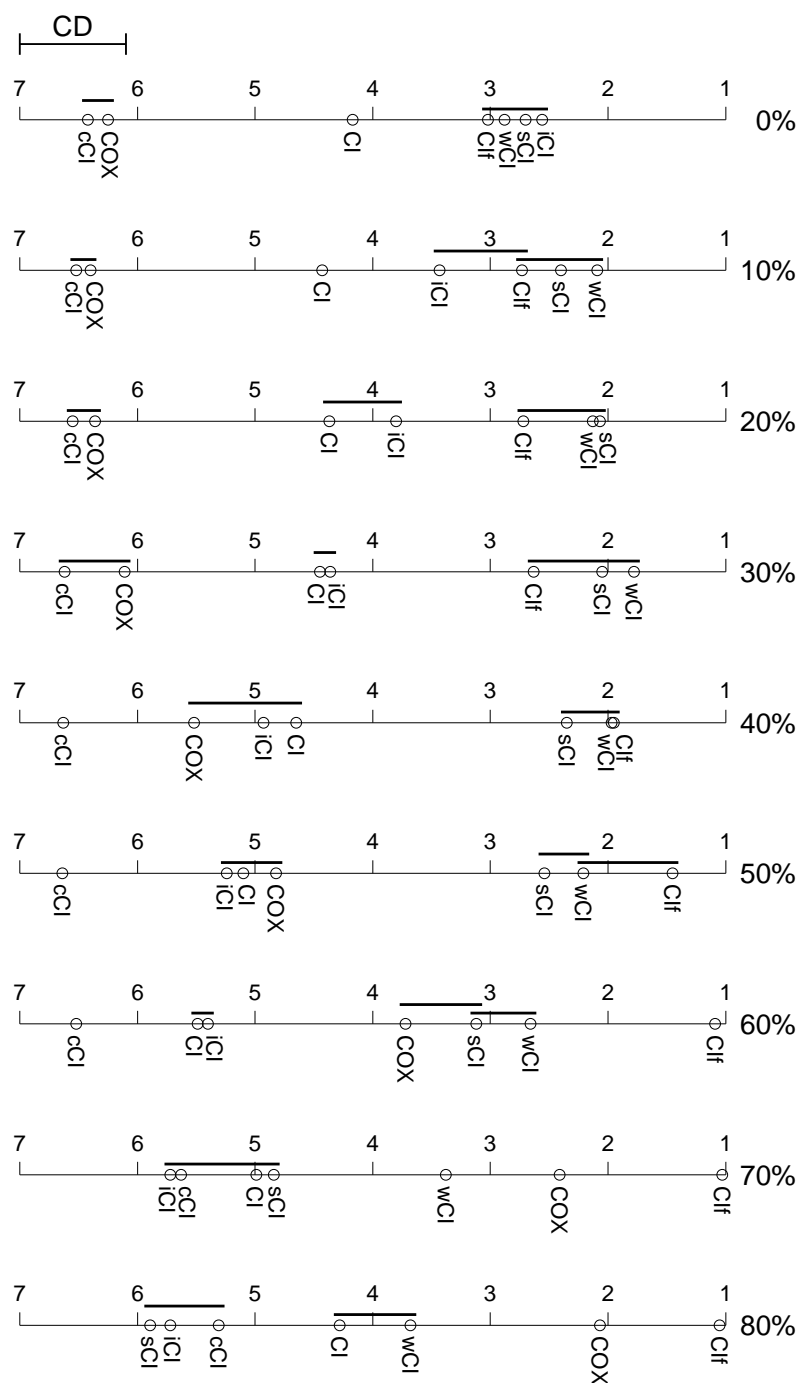 CD
7 6 5 4 3 2 1
0%
cCI COX CI CIf wCI sCI iCI
7 6 5 4 3 2 1
10%
cCI COX CI iCI CIf sCI wCI
7 6 5 4 3 2 1
20%
cCI COX CI iCI CIf wCI sCI
7 6 5 4 3 2 1
30%
cCI COX CI iCI CIf sCI wCI
7 6 5 4 3 2 1
40%
cCI COX iCI CI sCI wCI CIf
7 6 5 4 3 2 1
50%
cCI iCI CI COX sCI wCI CIf
7 6 5 4 3 2 1
60%
cCI CI iCI COX sCI wCI CIf
7 6 5 4 3 2 1
70%
iCI cCI CI sCI wCI COX CIf
7 6 5 4 3 2 1
80%
sCI iCI cCI CI wCI COX CIf